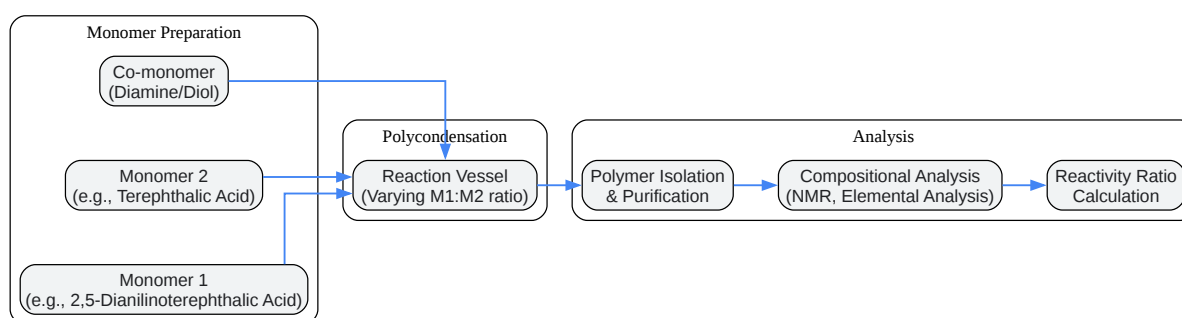 Monomer Preparation
Co-monomer
(Diamine/Diol)
Monomer 2
(e.g., Terephthalic Acid)
Monomer 1
(e.g., 2,5-Dianilinoterephthalic Acid)
Polycondensation
Reaction Vessel
(Varying M1:M2 ratio)
Analysis
Polymer Isolation
& Purification
Compositional Analysis
(NMR, Elemental Analysis)
Reactivity Ratio
Calculation